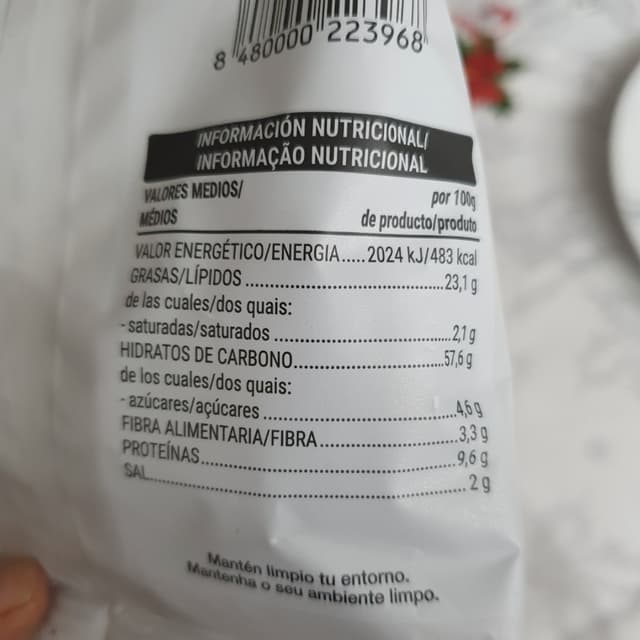 8 480000 223968
INFORMACIÓN NUTRICIONAL/
INFORMAÇÃO NUTRICIONAL
VALORES MEDIOS/
MÉDIOS
por 100g
de producto/produto
VALOR ENERGÉTICO/ENERGIA.....2024 kJ/483 kcal
GRASAS/LÍPIDOS ..........23,1 g
de las cuales/dos quais:
- saturadas/saturados ..........2,1 g
HIDRATOS DE CARBONO..........57,6 g
de los cuales/dos quais:
- azúcares/açúcares ..........4,6 g
FIBRA ALIMENTARIA/FIBRA ..........3,3 g
PROTEÍNAS..........9,6 g
SAL..........2 g
Mantén limpio tu entorno.
Mantenha o seu ambiente limpo.